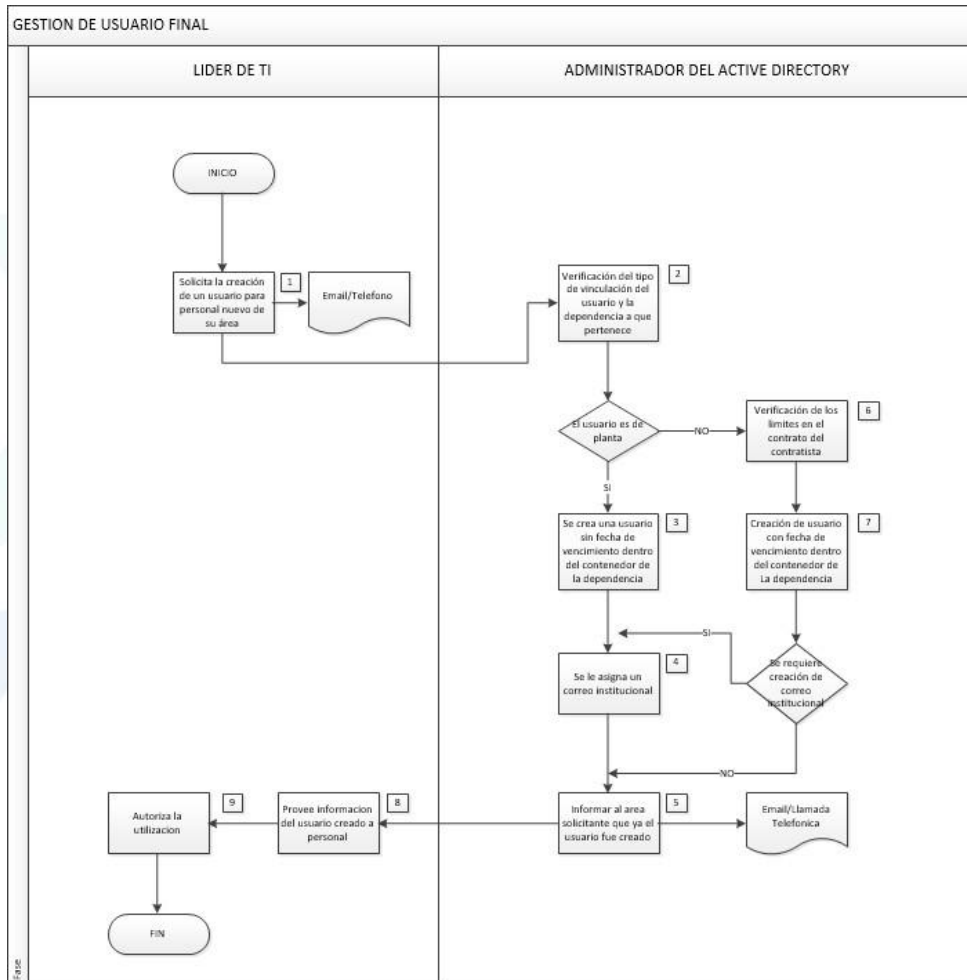 GESTION DE USUARIO FINAL
LIDER DE TI
ADMINISTRADOR DEL ACTIVE DIRECTORY
INICIO
Solicita la creación
de un usuario para
personal nuevo de
su área
1
Email/Telefono
Verificación del tipo
de vinculación del
usuario y la
dependencia a que
pertenece
2
El usuario es de
planta
NO
Verificación de los
limites en el
contrato del
contratista
6
Si
Se crea una usuario
sin fecha de
vencimiento dentro
del contenedor de
la dependencia
3
Creación de usuario
con fecha de
vencimiento dentro
del contenedor de
La dependencia
7
SI
Se le asigna un
correo institucional
4
Se requiere
creación de
correo
institucional
NO
Autoriza la
utilizacion
9
Provee informacion
del usuario creado a
personal
8
Informar al area
solicitante que ya el
usuario fue creado
5
Email/Llamada
Telefonica
FIN
Fase